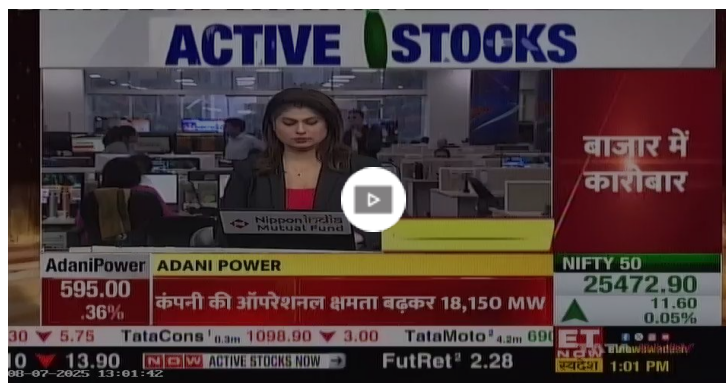 ACTIVE STOCKS
बाजार में
कारोबार
Nippon India
Mutual Fund
AdaniPower
595.00
.36%
ADANI POWER
कंपनी की ऑपरेशनल क्षमता बढ़कर 18,150 MW
NIFTY 50
25472.90
11.60
0.05%
30 5.75 TataCons 0.3m 1098.90 3.00 TataMoto 4.2m
ET
NOW
स्वदेश
10 13.90 NOW ACTIVE STOCKS NOW FutRet 2.28
1:01 PM
08-07-2025 13:01:42